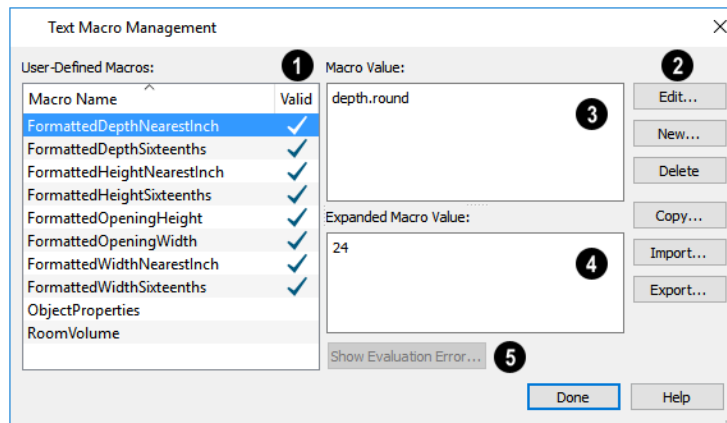 Text Macro Management
User-Defined Macros:
1
Macro Name
Valid
FormattedDepthNearestInch
FormattedDepthSixteenths
FormattedHeightNearestInch
FormattedHeightSixteenths
FormattedOpeningHeight
FormattedOpeningWidth
FormattedWidthNearestInch
FormattedWidthSixteenths
ObjectProperties
RoomVolume
Macro Value:
depth.round
3
Expanded Macro Value:
24
4
Show Evaluation Error...
5
2
Edit...
New...
Delete
Copy...
Import...
Export...
Done
Help